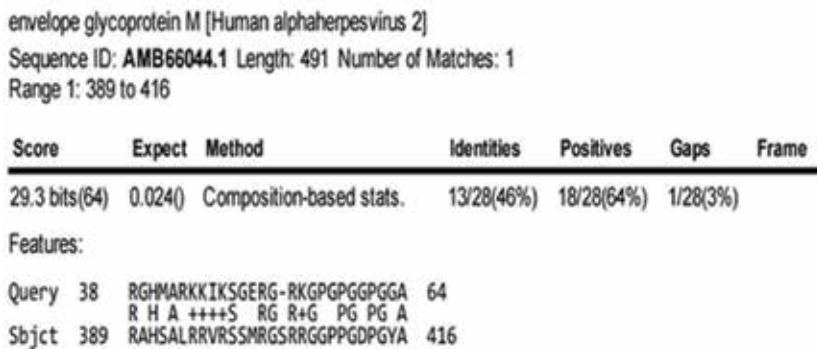 envelope glycoprotein M [Human alphaherpesvirus 2]
Sequence ID: AMB66044.1 Length: 491 Number of Matches: 1
Range 1: 389 to 416
Score Expect Method Identities Positives Gaps Frame
29.3 bits(64) 0.024() Composition-based stats. 13/28(46%) 18/28(64%) 1/28(3%)
Features:
Query 38 RGHMARKKIKSGERG-RKGPGPGGPGGA 64
R H A ++++S RG R+G PG PG A
Sbjct 389 RAHSALRRVRSSMRGSRRGGPPGDPGYA 416